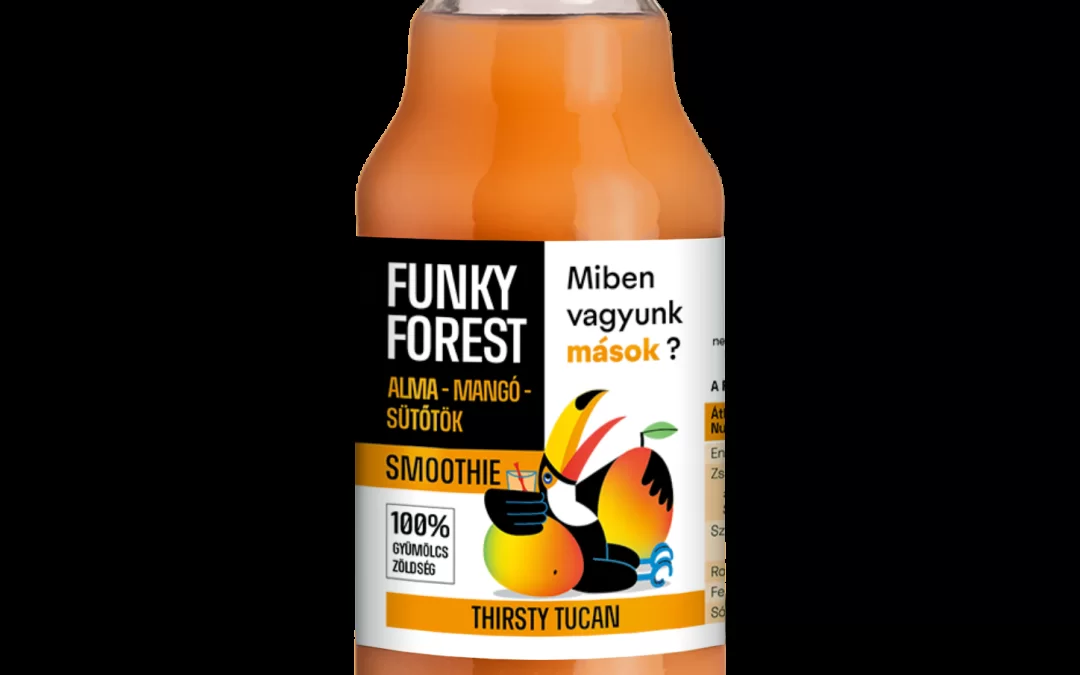 FUNKY
FOREST
ALMA - MANGÓ -
SÜTŐTÖK
SMOOTHIE
100%
GYÜMÖLCS
ZÖLDSÉG
Miben
vagyunk
mások ?
THIRSTY TUCAN